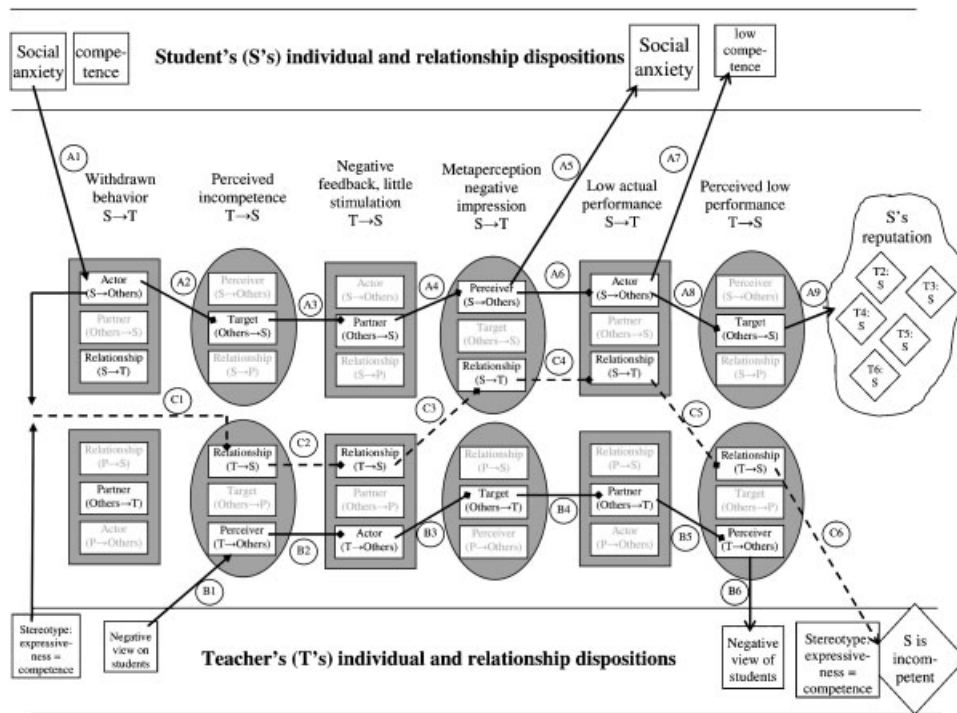 Social
anxiety
compe-
tence
Student's (S's) individual and relationship dispositions
Social
anxiety
low
compe-
tence
A1
A5
A7
Withdrawn
behavior
S→T
Perceived
incompetence
T→S
Negative
feedback, little
stimulation
T→S
Metaperception
negative
impression
S→T
Low actual
performance
S→T
Perceived low
performance
T→S
S's
reputation
T2:
S
T3:
S
T4:
S
T5:
S
T6:
S
Actor
(S→Others)
Partner
(Others→S)
Relationship
(S→T)
A2
Perceiver
(S→Others)
Target
(Others→S)
Relationship
(S→P)
A3
Actor
(S→Others)
Partner
(Others→S)
Relationship
(S→P)
A4
Perceiver
(S→Others)
Target
(Others→S)
Relationship
(S→T)
A6
Actor
(S→Others)
Partner
(Others→S)
Relationship
(S→T)
A8
Perceiver
(S→Others)
Target
(Others→S)
Relationship
(S→P)
A9
C1
C2
C3
C4
C5
C6
Relationship
(P→S)
Partner
(Others→T)
Actor
(P→Others)
Relationship
(T→S)
Target
(Others→P)
Perceiver
(T→Others)
Relationship
(T→S)
Partner
(Others→P)
Actor
(T→Others)
Relationship
(P→S)
Target
(Others→T)
Perceiver
(P→Others)
Relationship
(P→S)
Partner
(Others→T)
Actor
(P→Others)
Relationship
(T→S)
Target
(Others→P)
Perceiver
(T→Others)
B1
B2
B3
B4
B5
B6
Stereotype:
expressive-
ness =
competence
Negative
view on
students
Teacher's (T's) individual and relationship dispositions
Negative
view of
students
Stereotype:
expressive-
ness =
competence
S is
incom-
petent